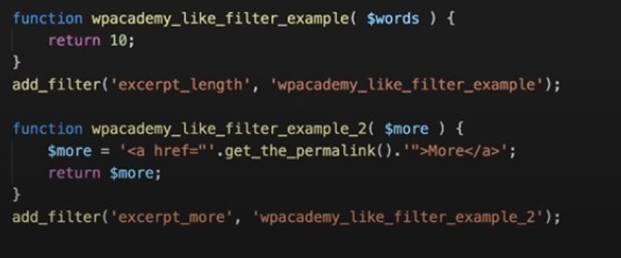 function wpacademy_like_filter_example( $words ) {
    return 10;
}
add_filter('excerpt_length', 'wpacademy_like_filter_example');
function wpacademy_like_filter_example_2( $more ) {
    $more = '<a href="'.get_the_permalink().'">More</a>';
    return $more;
}
add_filter('excerpt_more', 'wpacademy_like_filter_example_2');